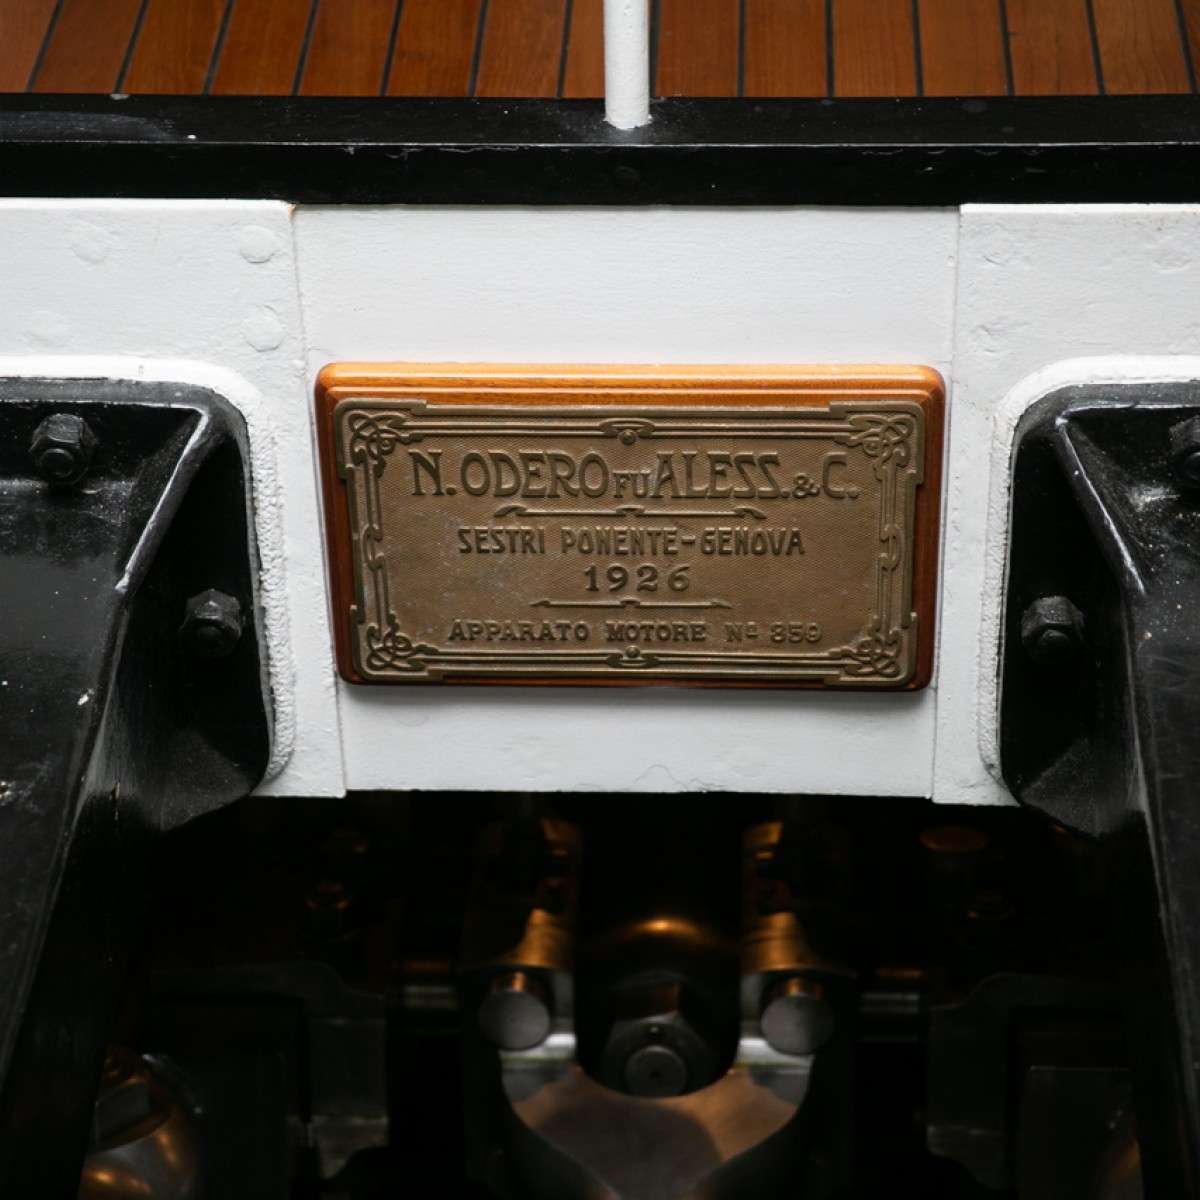 N. ODERO FU ALESS. & C.
SESTRI PONENTE-GENOVA
1926
APPARATO MOTORE Nº 859